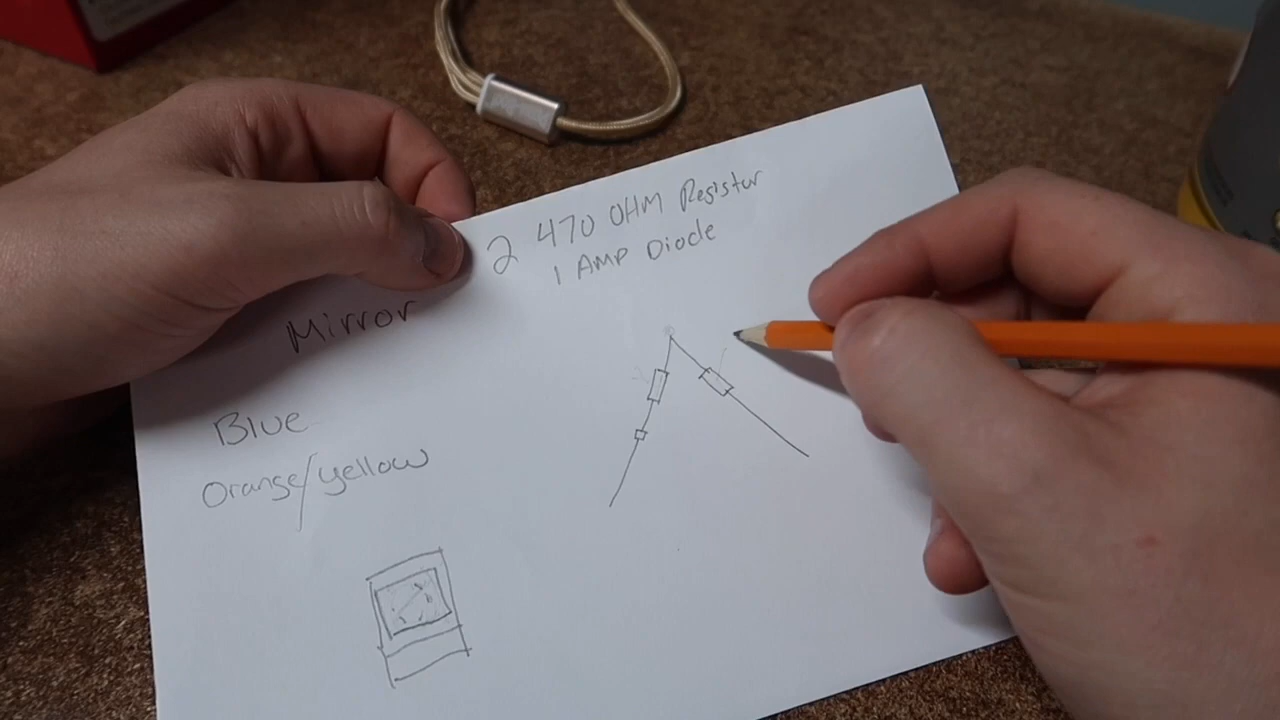 2 470 OHM Resistor
1 AMP Diode
Mirror
Blue
Orange/yellow